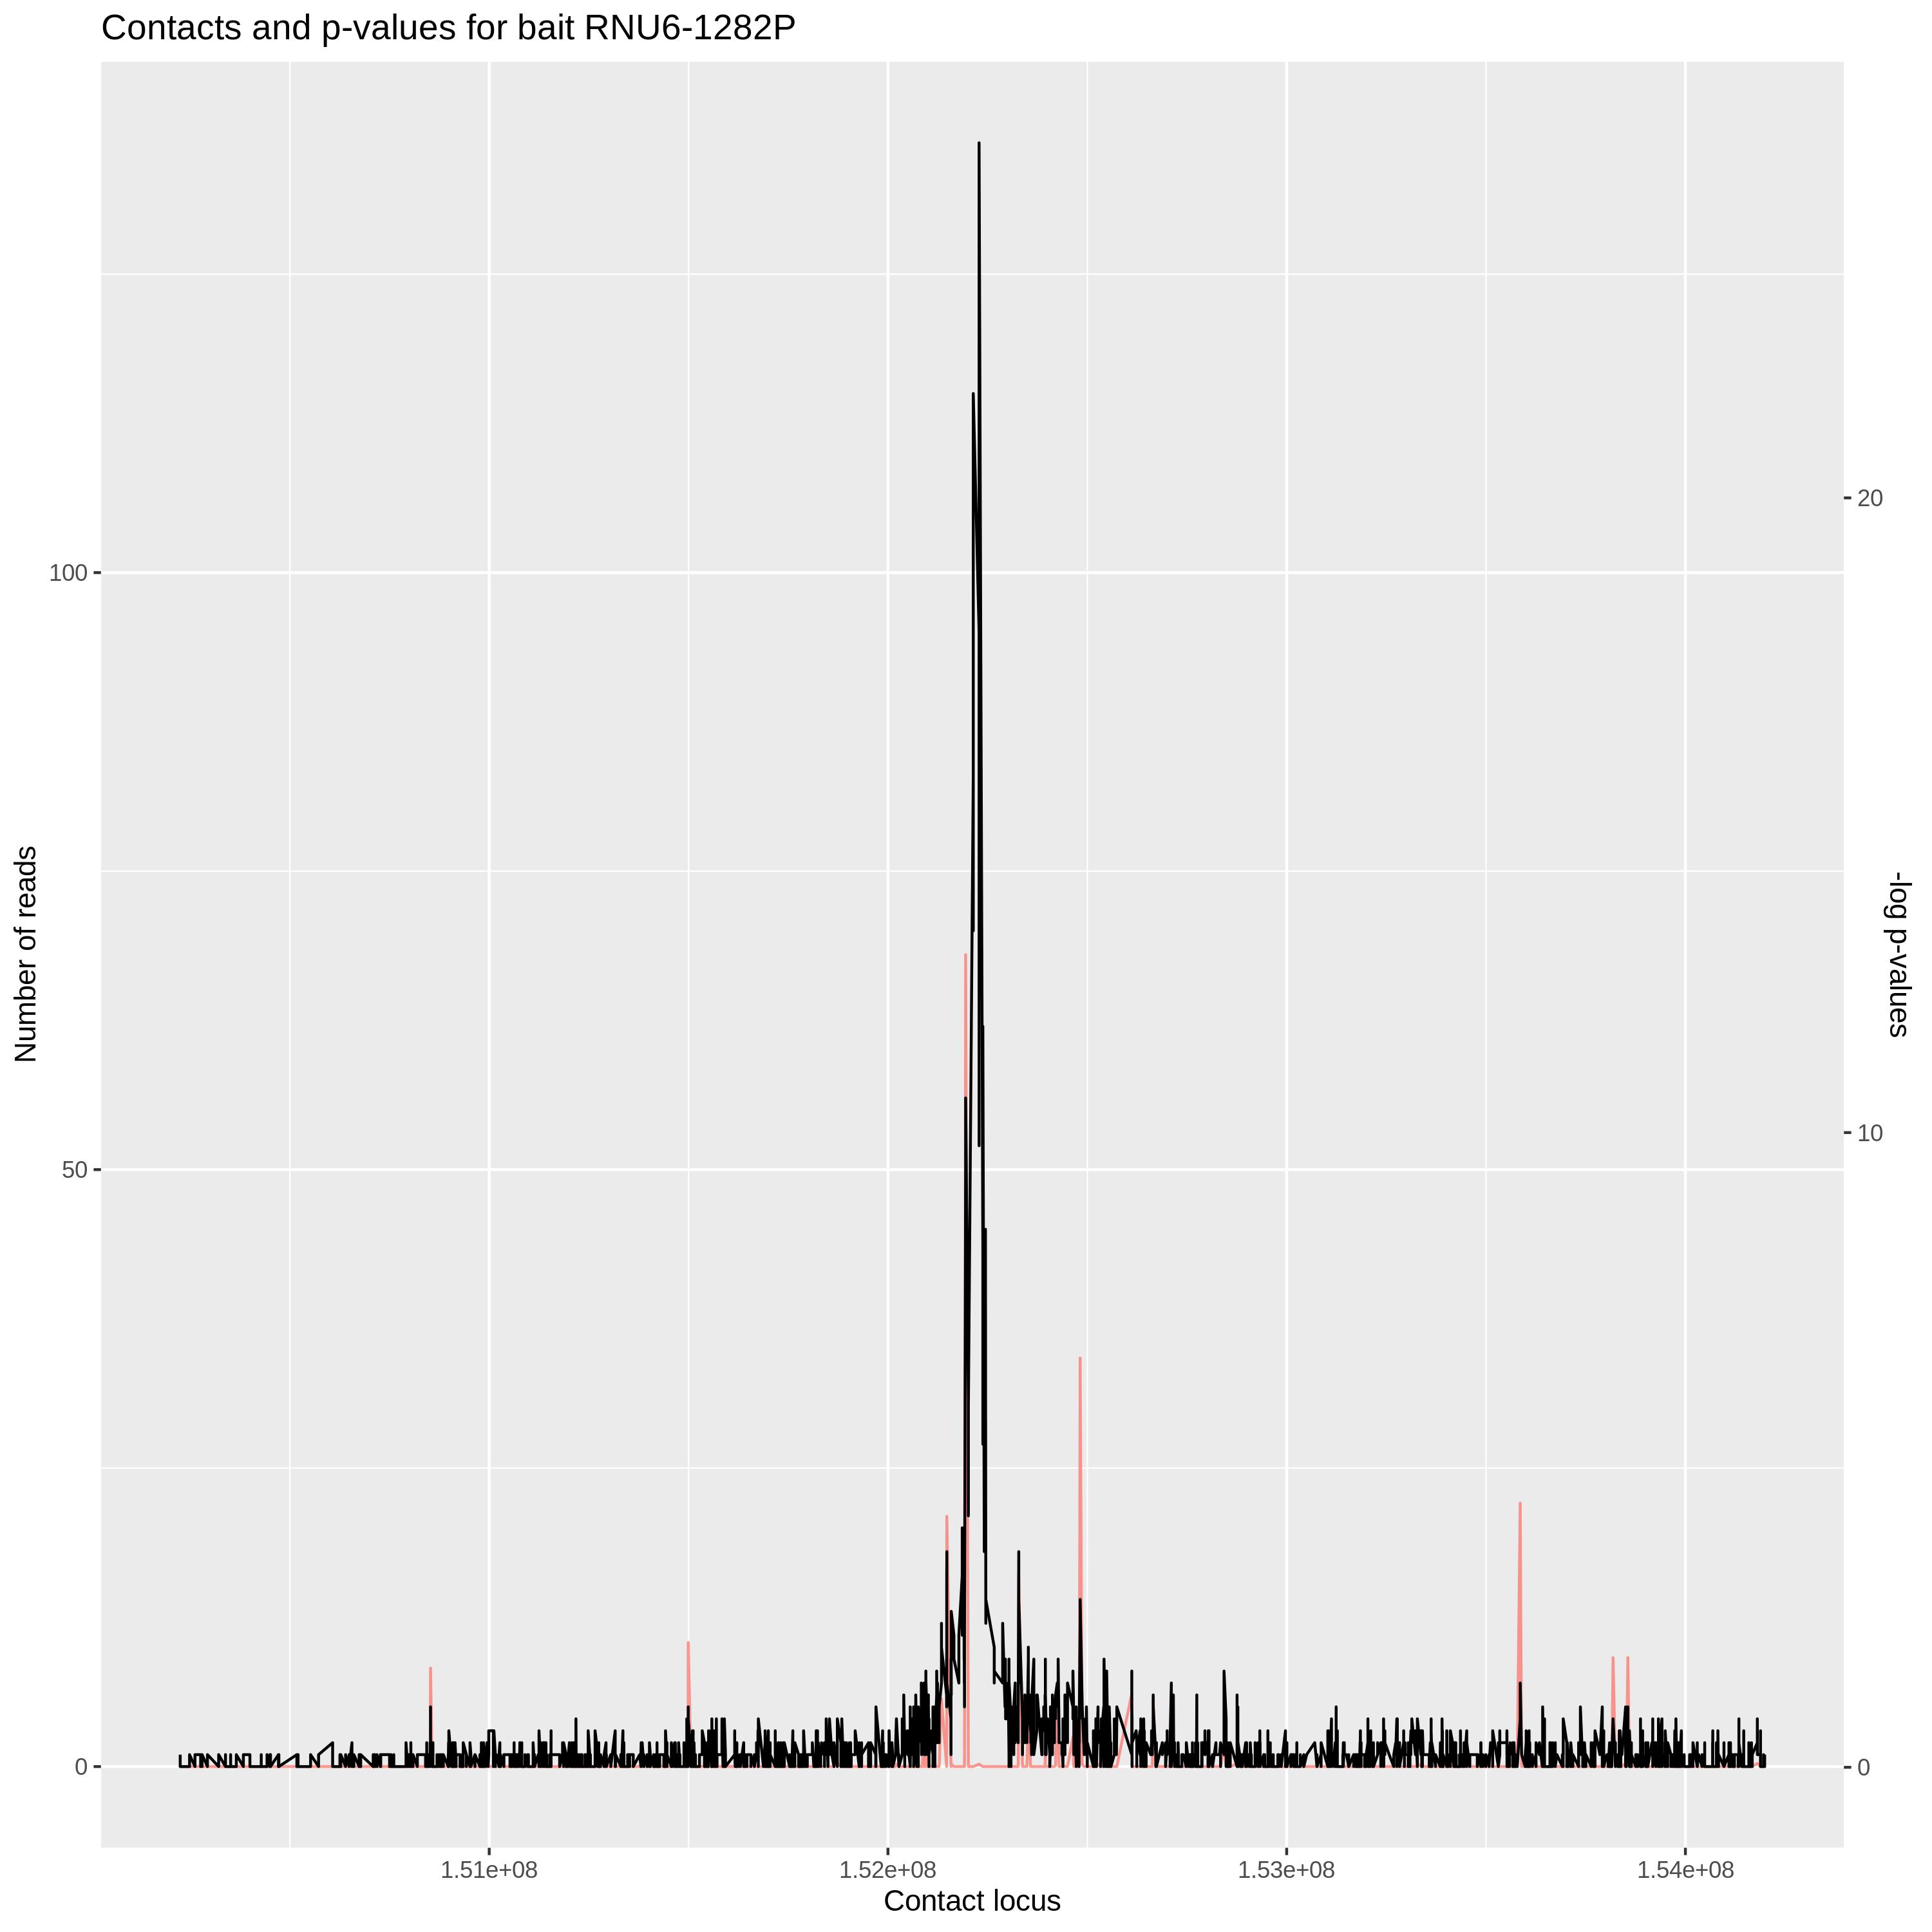 Contacts and p-values for bait RNU6-1282P
Number of reads
100
50
0
20
10
0
-log p-values
1.51e+08
1.52e+08
1.53e+08
1.54e+08
Contact locus